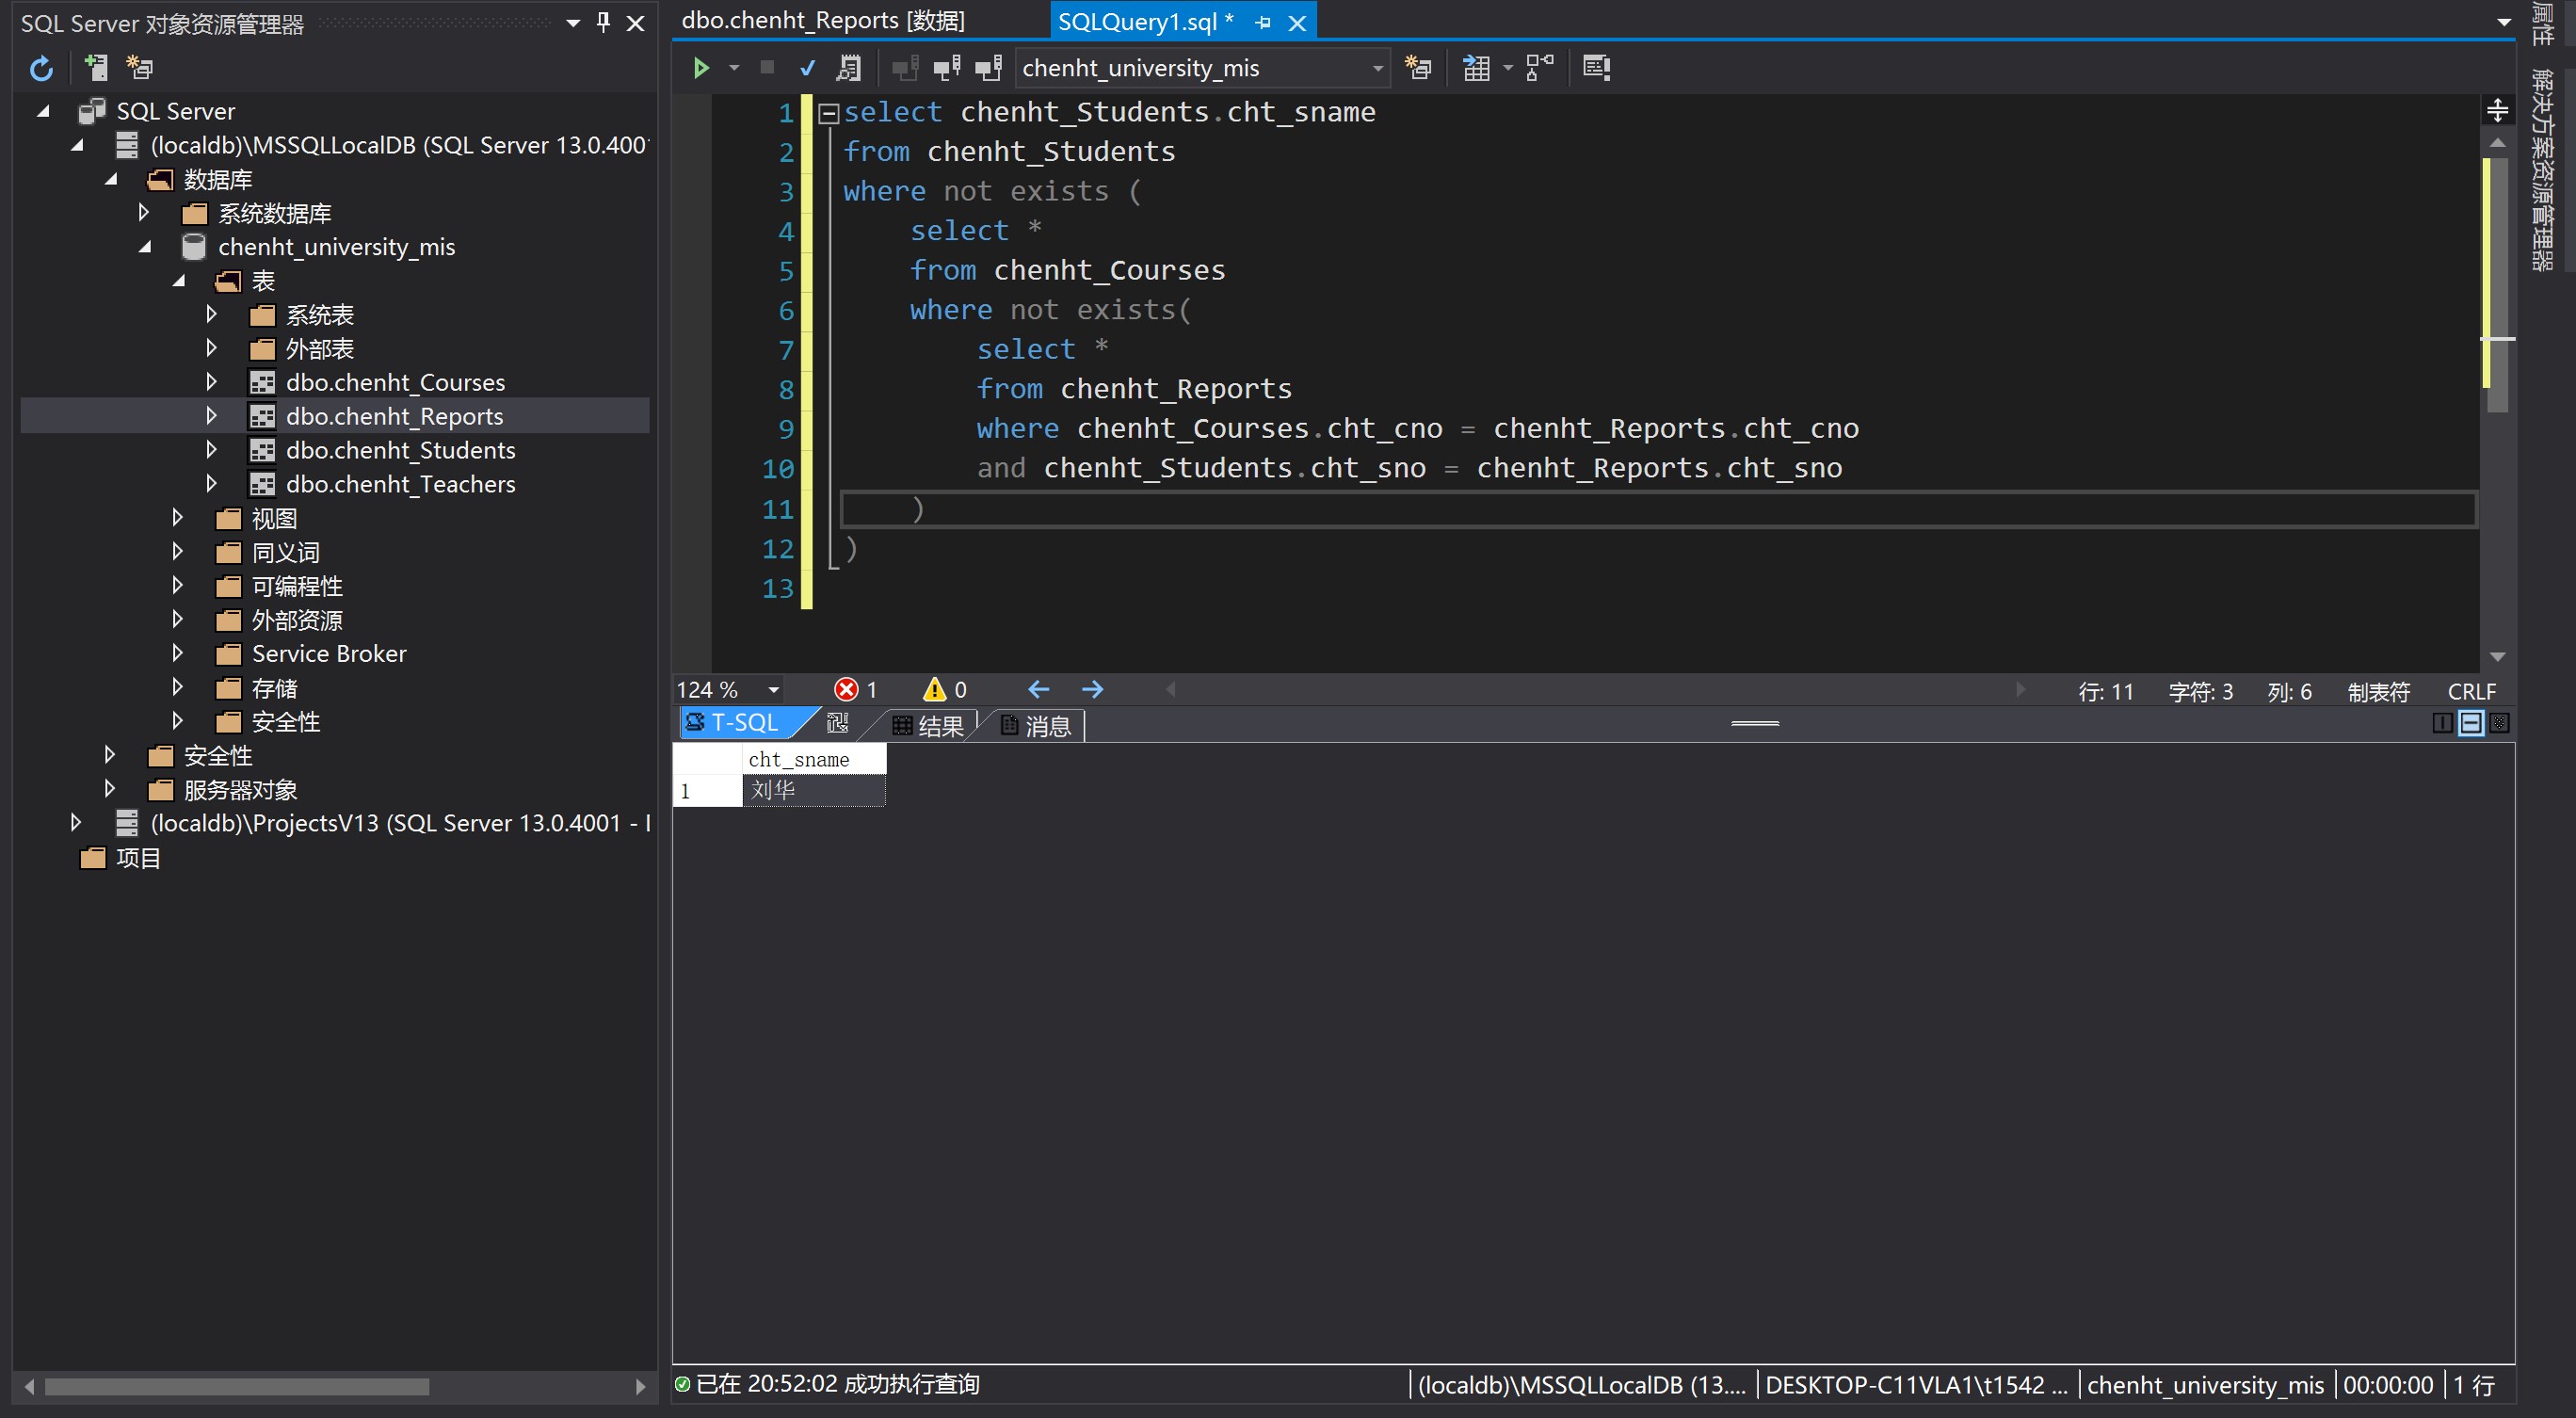 SQL Server 对象资源管理器
SQL Server
(localdb)\MSSQLLocalDB (SQL Server 13.0.400
数据库
系统数据库
chenht_university_mis
表
系统表
外部表
dbo.chenht_Courses
dbo.chenht_Reports
dbo.chenht_Students
dbo.chenht_Teachers
视图
同义词
可编程性
外部资源
Service Broker
存储
安全性
安全性
服务器对象
(localdb)\ProjectsV13 (SQL Server 13.0.4001 -
项目
dbo.chenht_Reports [数据]
SQLQuery1.sql *
chenht_university_mis
1 select chenht_Students.cht_sname
2 from chenht_Students
3 where not exists (
4 select *
5 from chenht_Courses
6 where not exists(
7 select *
8 from chenht_Reports
9 where chenht_Courses.cht_cno = chenht_Reports.cht_cno
10 and chenht_Students.cht_sno = chenht_Reports.cht_sno
11 )
12 )
13
124 % 1 0 行: 11 字符: 3 列: 6 制表符 CRLF
T-SQL 结果 消息
cht_sname
1 刘华
已在 20:52:02 成功执行查询
(localdb)\MSSQLLocalDB (13.... DESKTOP-C11VLA1\t1542 ... chenht_university_mis 00:00:00 1 行
属性
解决方案资源管理器